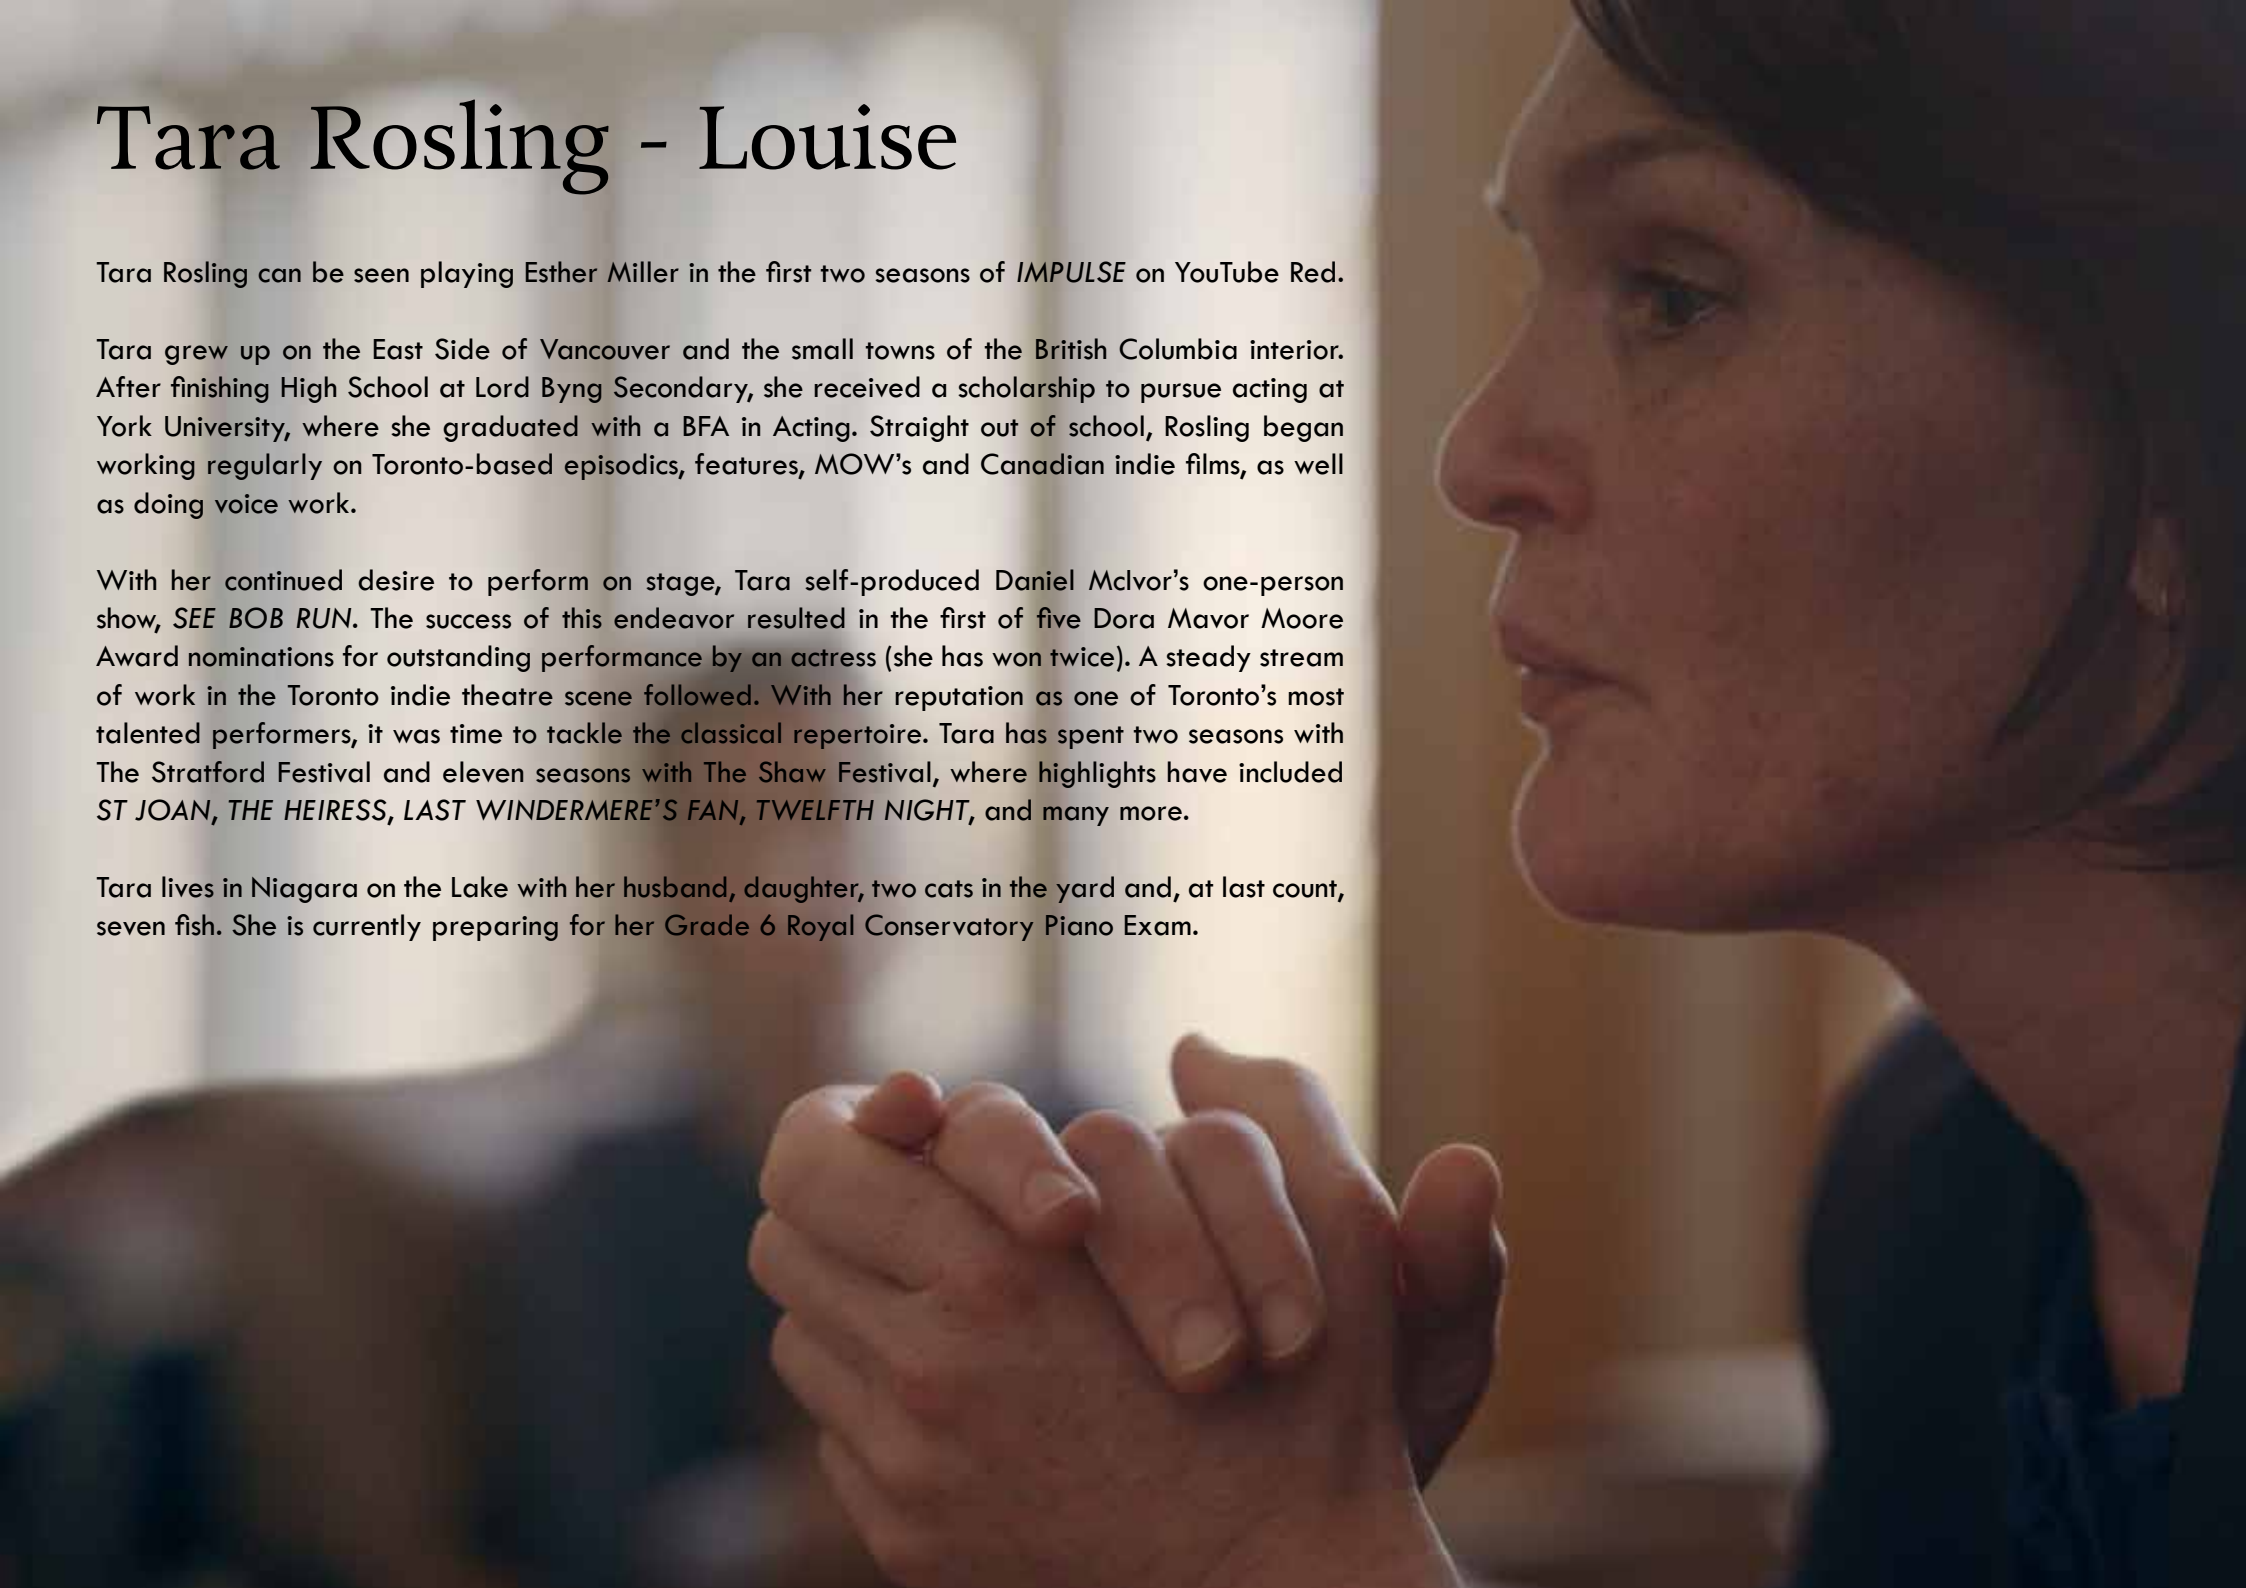 Tara Rosling - Louise
Tara Rosling can be seen playing Esther Miller in the first two seasons of IMPULSE on YouTube Red.
Tara grew up on the East Side of Vancouver and the small towns of the British Columbia interior.
After finishing High School at Lord Byng Secondary, she received a scholarship to pursue acting at
York University, where she graduated with a BFA in Acting. Straight out of school, Rosling began
working regularly on Toronto-based episodics, features, MOW’s and Canadian indie films, as well
as doing voice work.
With her continued desire to perform on stage, Tara self-produced Daniel McIvor’s one-person
show, SEE BOB RUN. The success of this endeavor resulted in the first of five Dora Mavor Moore
Award nominations for outstanding performance by an actress (she has won twice). A steady stream
of work in the Toronto indie theatre scene followed. With her reputation as one of Toronto’s most
talented performers, it was time to tackle the classical repertoire. Tara has spent two seasons with
The Stratford Festival and eleven seasons with The Shaw Festival, where highlights have included
ST JOAN, THE HEIRESS, LAST WINDERMERE’S FAN, TWELFTH NIGHT, and many more.
Tara lives in Niagara on the Lake with her husband, daughter, two cats in the yard and, at last count,
seven fish. She is currently preparing for her Grade 6 Royal Conservatory Piano Exam.